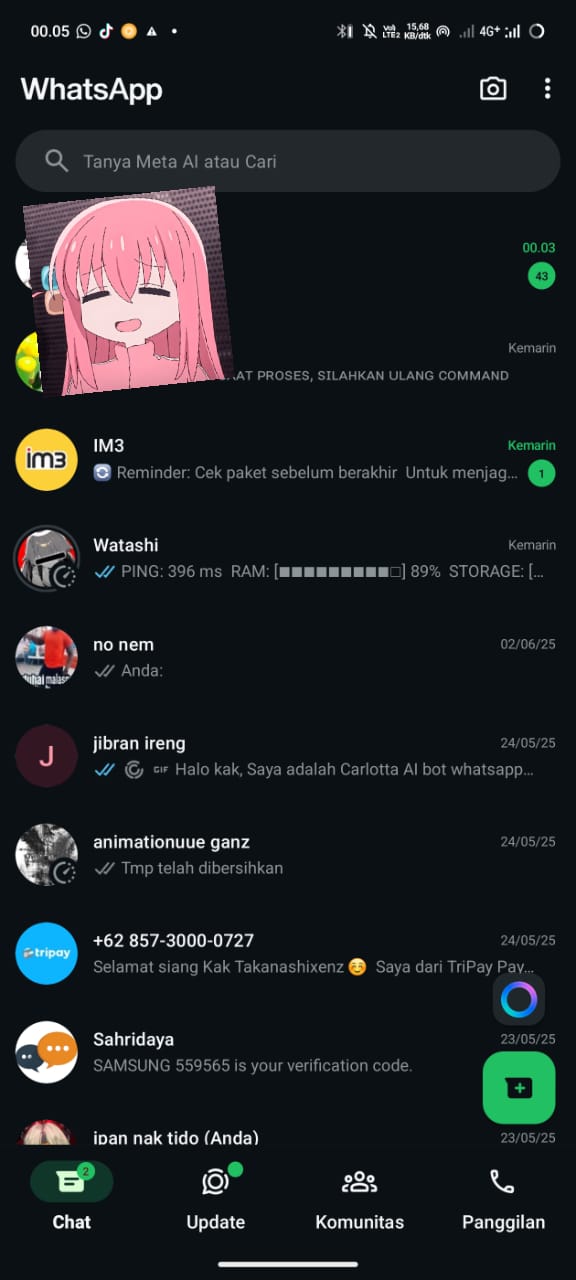 00.05
Voo
LTE2
15,68
KB/dtk
4G+
WhatsApp
Tanya Meta AI atau Cari
00.03
43
Kemarin
AT PROSES, SILAHKAN ULANG COMMAND
im3
IM3
Kemarin
Reminder: Cek paket sebelum berakhir Untuk menjag...
1
Watashi
Kemarin
PING: 396 ms RAM: [■■■■■■■■■□] 89% STORAGE: [...
no nem
02/06/25
Anda:
J
jibran ireng
24/05/25
GIF Halo kak, Saya adalah Carlotta AI bot whatsapp...
animationuue ganz
24/05/25
Tmp telah dibersihkan
tripay
+62 857-3000-0727
24/05/25
Selamat siang Kak Takanashixenz ☺️ Saya dari TriPay Pay...
Sahridaya
23/05/25
SAMSUNG 559565 is your verification code.
ipan nak tido (Anda)
23/05/25
2
Chat
Update
Komunitas
Panggilan